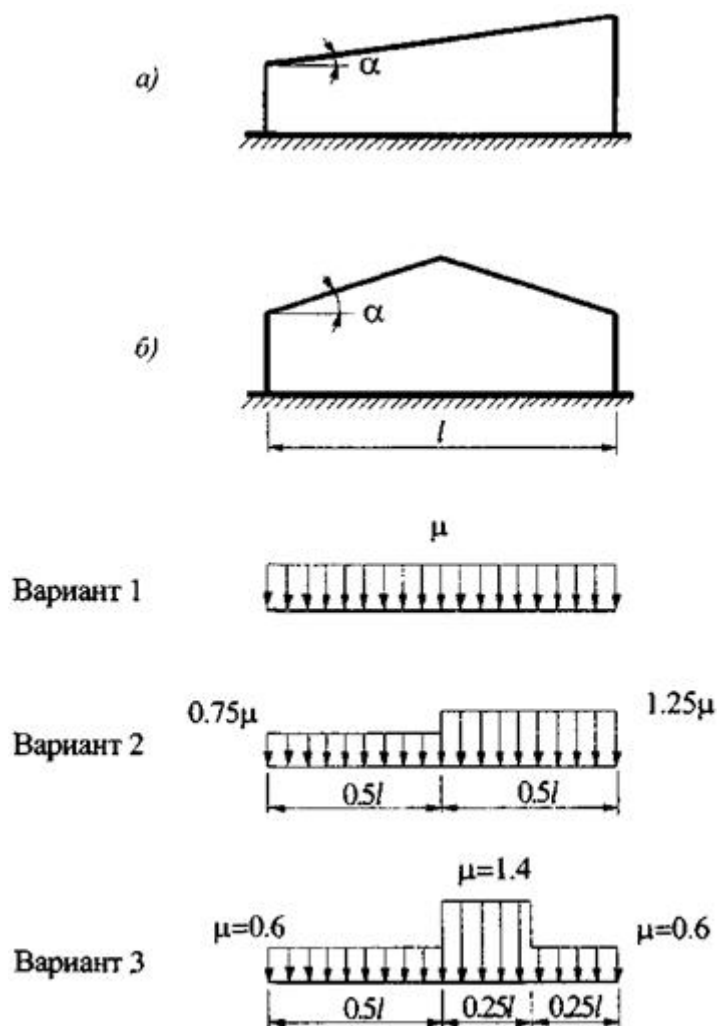 а)
α
б)
α
l
μ
Вариант 1
0.75μ
1.25μ
Вариант 2
0.5l
0.5l
μ=1.4
μ=0.6
μ=0.6
Вариант 3
0.5l
0.25l
0.25l